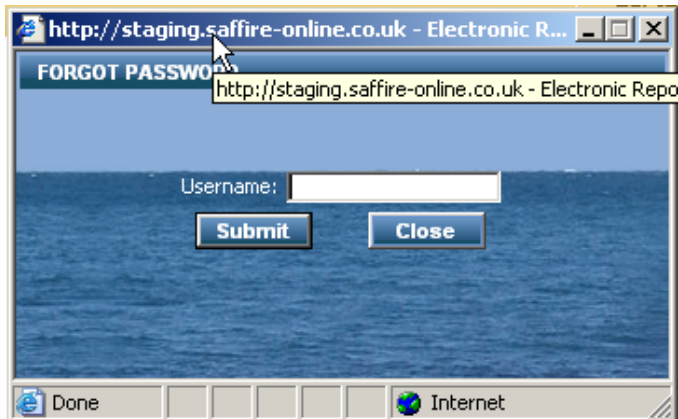 http://staging.saffire-online.co.uk - Electronic R...
FORGOT PASSWORD
http://staging.saffire-online.co.uk - Electronic Repo
Username:
Submit Close
Done Internet